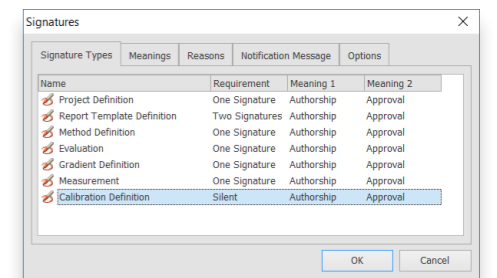 Signatures
Signature Types Meanings Reasons Notification Message Options
Name Requirement Meaning 1 Meaning 2
Project Definition One Signature Authorship Approval
Report Template Definition Two Signatures Authorship Approval
Method Definition One Signature Authorship Approval
Evaluation One Signature Authorship Approval
Gradient Definition One Signature Authorship Approval
Measurement One Signature Authorship Approval
Calibration Definition Silent Authorship Approval
OK Cancel